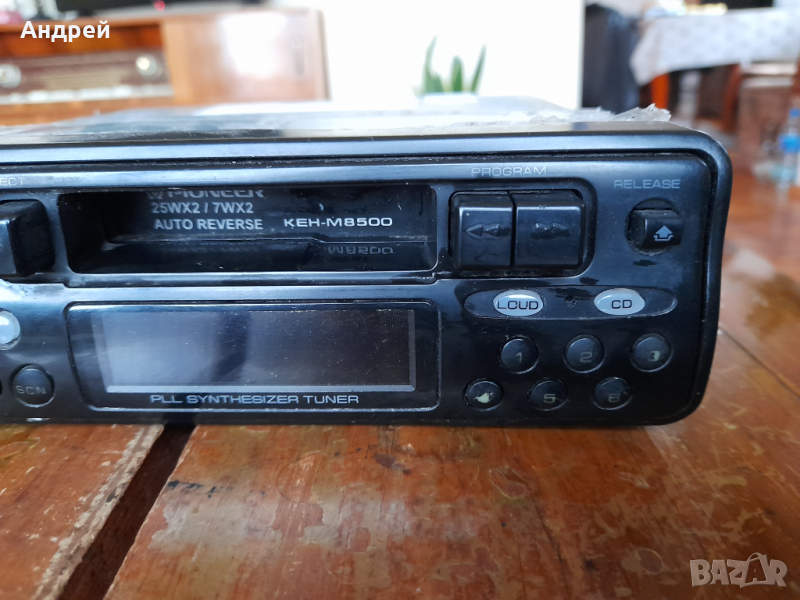 Андрей
PROGRAM
RELEASE
PIONEER
25WX2 / 7WX2
AUTO REVERSE KEH-M8500
M8500
LOUD CD
1 2 3
SCN 5 6
PLL SYNTHESIZER TUNER
BAZAR